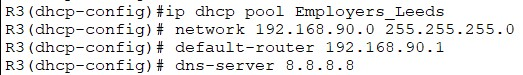 R3(dhcp-config)#ip dhcp pool Employers_Leeds
R3(dhcp-config)# network 192.168.90.0 255.255.255.0
R3(dhcp-config)# default-router 192.168.90.1
R3(dhcp-config)# dns-server 8.8.8.8